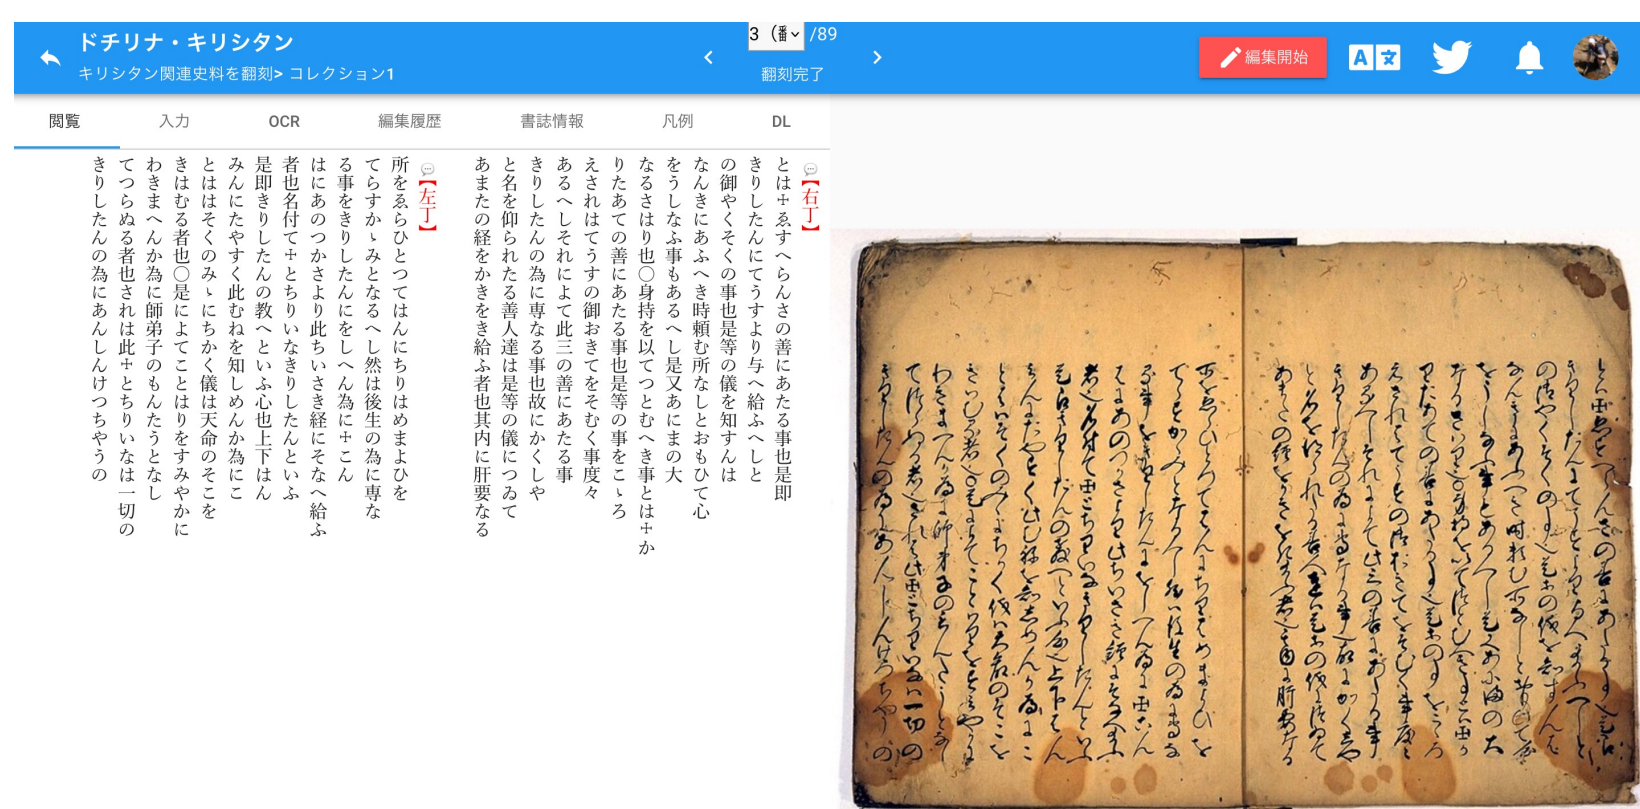 ドチリナ・キリシタン
キリシタン関連史料を翻刻> コレクション1
3（番 /89
翻刻完了
編集開始
A 文
閲覧 入力 OCR 編集履歴 書誌情報 凡例 DL
【右丁】
とは☩ゑすへらんさの善にあたる事也是即
きりしたんにてうすより与へ給ふへしと
の御やくそくの事也是等の儀を知すんは
なんきにあふへき時頼む所なしとおもひて心
をうしなふ事もあるへし是又あにまの大
なるさはり也〇身持を以てつとむへき事とは☩か
りたあての善にあたる事也是等の事をこゝろ
えされはてうすの御おきてをそむく事度々
あるへしそれによて此三の善にあたる事
きりしたんの為に専なる事也故にかくしや
と名を仰られたる善人達は是等の儀につゐて
あまたの経をかきをき給ふ者也其内に肝要なる
【左丁】
所をゑらひとつてはんにちりはめまよひを
てらすかゝみとなるへし然は後生の為に専な
る事をきりしたんにをしへん為に☩こん
はにあのつかさより此ちいさき経にそなへ給ふ
者也名付て☩とちりいなきりしたんといふ
是即きりしたんの教へといふ心也上下はん
みんにたやすく此むねを知しめんか為にこ
とははそくのみゝにちかく儀は天命のそこを
きはむる者也〇是によてことはりをすみやかに
わきまへんか為に師弟子のもんたうとなし
てつらぬる者也されは此☩とちりいなは一切の
きりしたんの為にあんしんけつちやうの